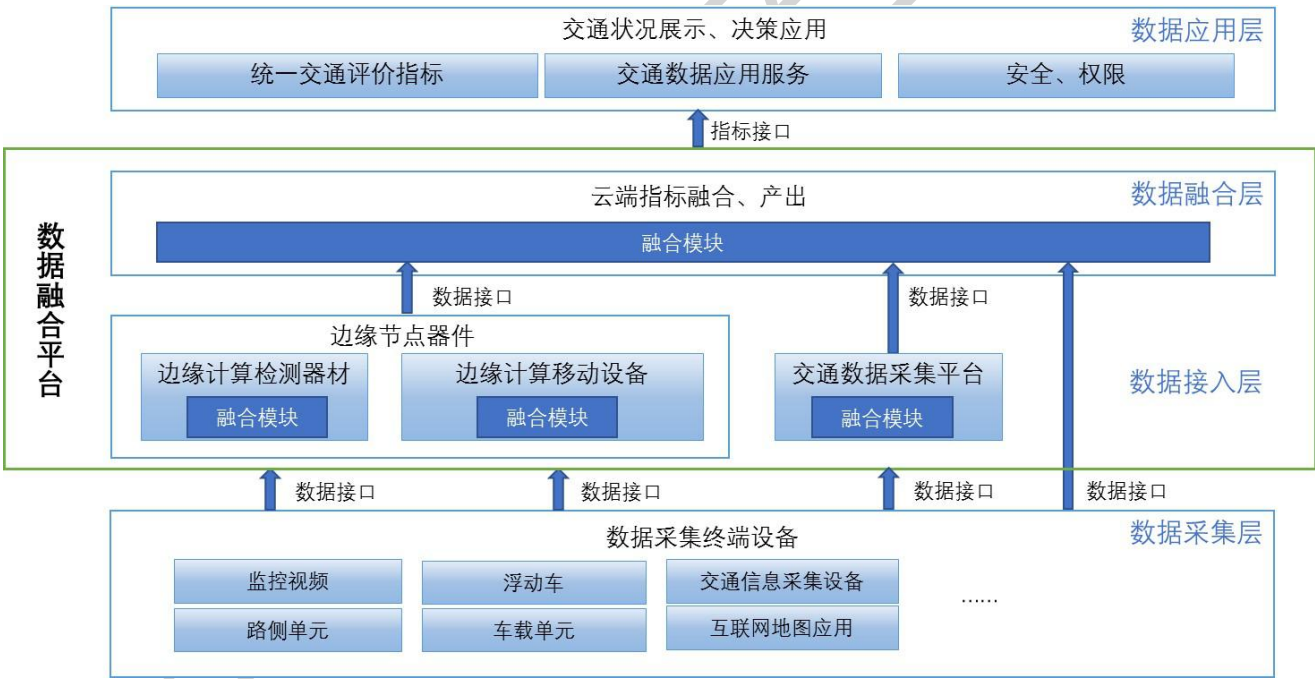 交通状况展示、决策应用
数据应用层
统一交通评价指标
交通数据应用服务
安全、权限
指标接口
数据融合平台
云端指标融合、产出
数据融合层
融合模块
数据接口
数据接口
边缘节点器件
边缘计算检测器材
边缘计算移动设备
交通数据采集平台
数据接入层
融合模块
融合模块
融合模块
数据接口
数据接口
数据接口
数据接口
数据采集终端设备
数据采集层
监控视频
浮动车
交通信息采集设备
……
路侧单元
车载单元
互联网地图应用